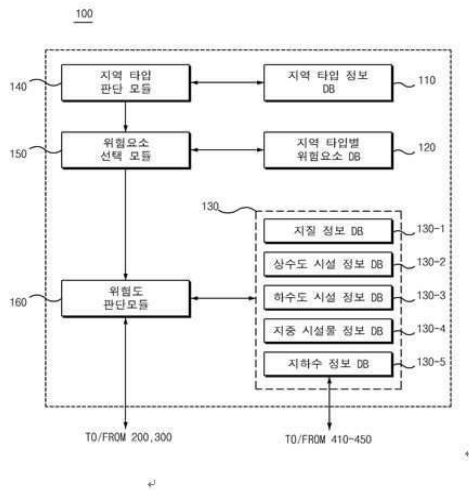 100
140
지역 타입
판단 모듈
지역 타입 정보
DB
110
150
위험요소
선택 모듈
지역 타입별
위험요소 DB
120
130
지질 정보 DB
130-1
상수도 시설 정보 DB
130-2
160
위험도
판단모듈
하수도 시설 정보 DB
130-3
지중 시설물 정보 DB
130-4
지하수 정보 DB
130-5
TO/FROM 200,300
TO/FROM 410-450